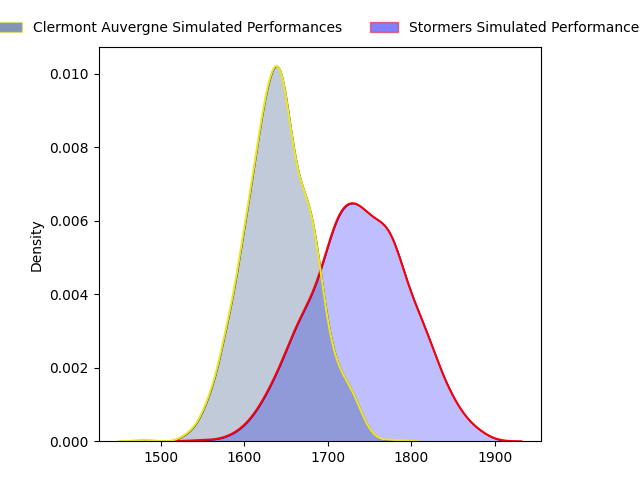 Clermont Auvergne Simulated Performances Stormers Simulated Performance
0.010
0.008
0.006
0.004
0.002
0.000
Density
1500 1600 1700 1800 1900